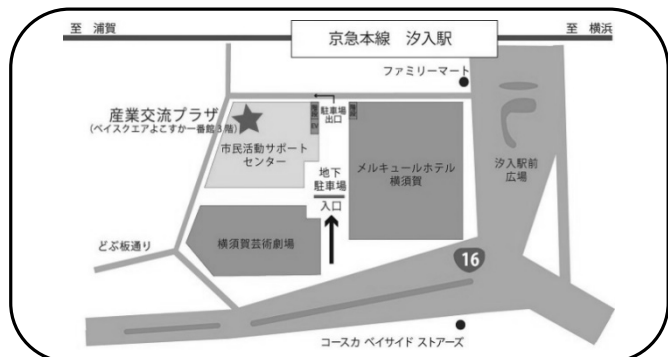 至 浦賀
京急本線 汐入駅
至 横浜
ファミリーマート
産業交流プラザ
(ベイスクエアよこすか一番館3階)
駐車場
出口
市民活動サポート
センター
地下
駐車場
入口
メルキュールホテル
横須賀
汐入駅前
広場
どぶ板通り
横須賀芸術劇場
16
コースカ ベイサイド ストアーズ